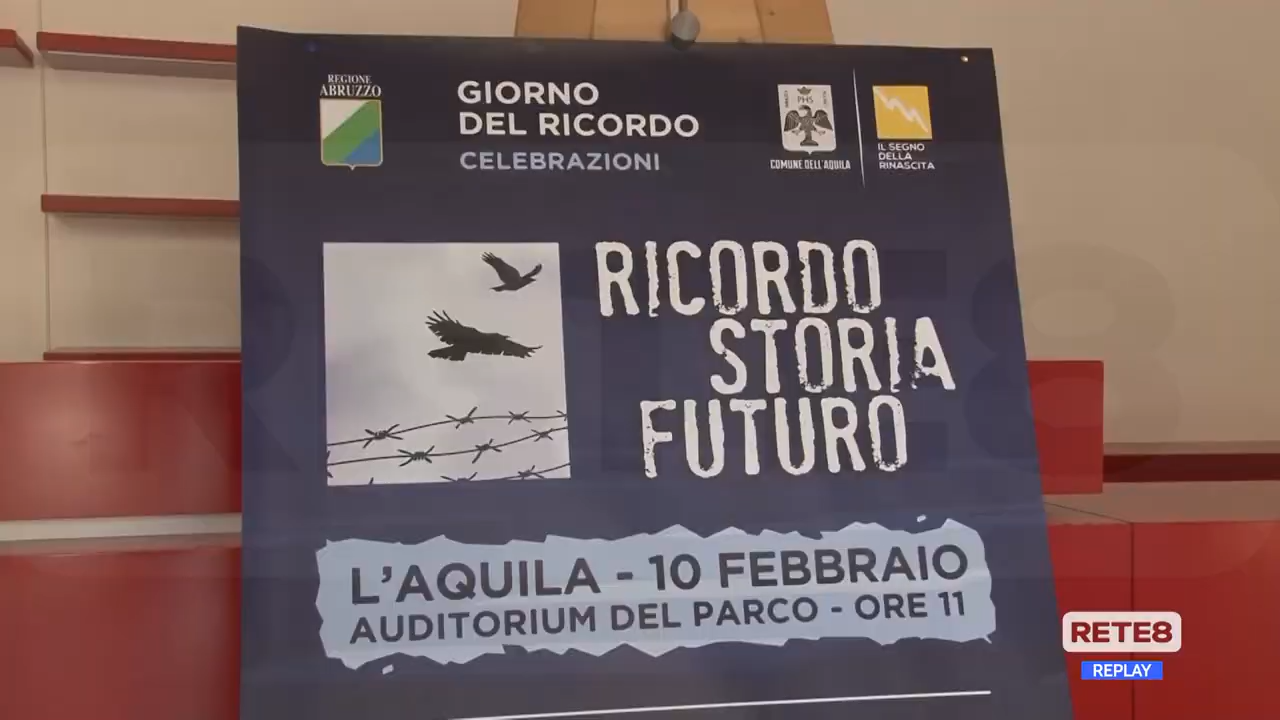 REGIONE
ABRUZZO
GIORNO
DEL RICORDO
CELEBRAZIONI
PHS
COMUNE DELL'AQUILA
IL SEGNO
DELLA
RINASCITA
RICORDO
STORIA
FUTURO
L'AQUILA - 10 FEBBRAIO
AUDITORIUM DEL PARCO - ORE 11
RETE8
REPLAY